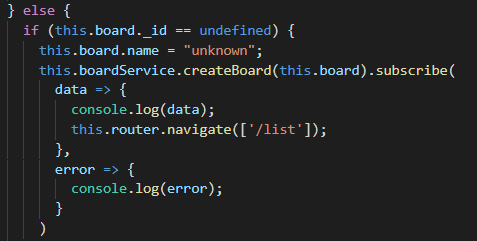 } else {
if (this.board._id == undefined) {
this.board.name = "unknown";
this.boardService.createBoard(this.board).subscribe(
data => {
console.log(data);
this.router.navigate(['/list']);
},
error => {
console.log(error);
}
)